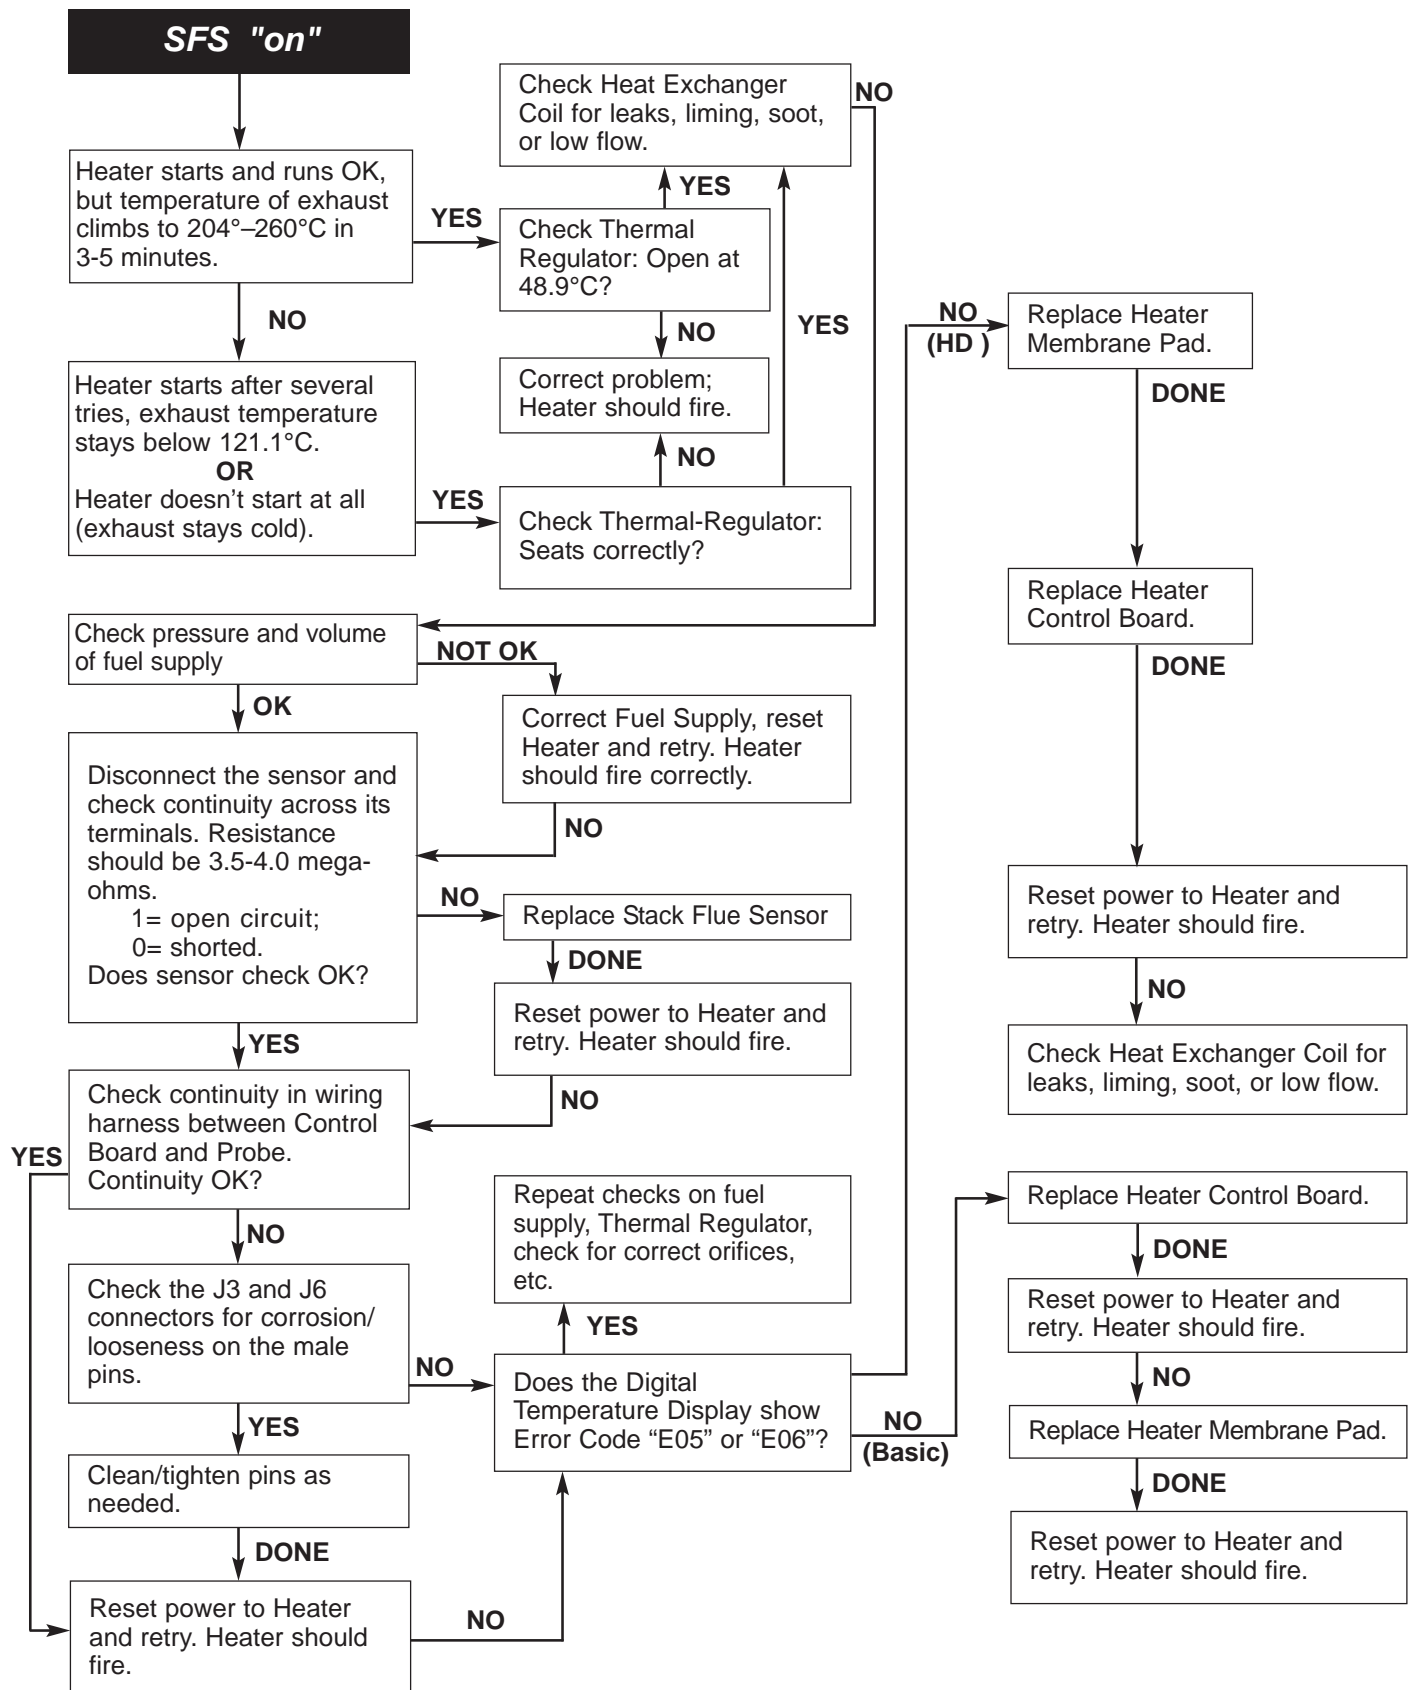 SFS "on"
Heater starts and runs OK,
but temperature of exhaust
climbs to 204°–260°C in
3-5 minutes.
YES
NO
Check Heat Exchanger
Coil for leaks, liming, soot,
or low flow.
NO
YES
Check Thermal
Regulator: Open at
48.9°C?
NO
YES
Correct problem;
Heater should fire.
NO
Heater starts after several
tries, exhaust temperature
stays below 121.1°C.
OR
Heater doesn't start at all
(exhaust stays cold).
YES
Check Thermal-Regulator:
Seats correctly?
Check pressure and volume
of fuel supply
NOT OK
OK
Correct Fuel Supply, reset
Heater and retry. Heater
should fire correctly.
NO
Disconnect the sensor and
check continuity across its
terminals. Resistance
should be 3.5-4.0 mega-
ohms.
1= open circuit;
0= shorted.
Does sensor check OK?
NO
Replace Stack Flue Sensor
DONE
Reset power to Heater and
retry. Heater should fire.
NO
YES
Check continuity in wiring
harness between Control
Board and Probe.
Continuity OK?
YES
NO
Check the J3 and J6
connectors for corrosion/
looseness on the male
pins.
NO
YES
Clean/tighten pins as
needed.
DONE
Reset power to Heater
and retry. Heater should
fire.
NO
Repeat checks on fuel
supply, Thermal Regulator,
check for correct orifices,
etc.
YES
Does the Digital
Temperature Display show
Error Code “E05” or “E06”?
NO
(Basic)
NO
(HD )
Replace Heater
Membrane Pad.
DONE
Replace Heater
Control Board.
DONE
Reset power to Heater and
retry. Heater should fire.
NO
Check Heat Exchanger Coil for
leaks, liming, soot, or low flow.
Replace Heater Control Board.
DONE
Reset power to Heater and
retry. Heater should fire.
NO
Replace Heater Membrane Pad.
DONE
Reset power to Heater and
retry. Heater should fire.